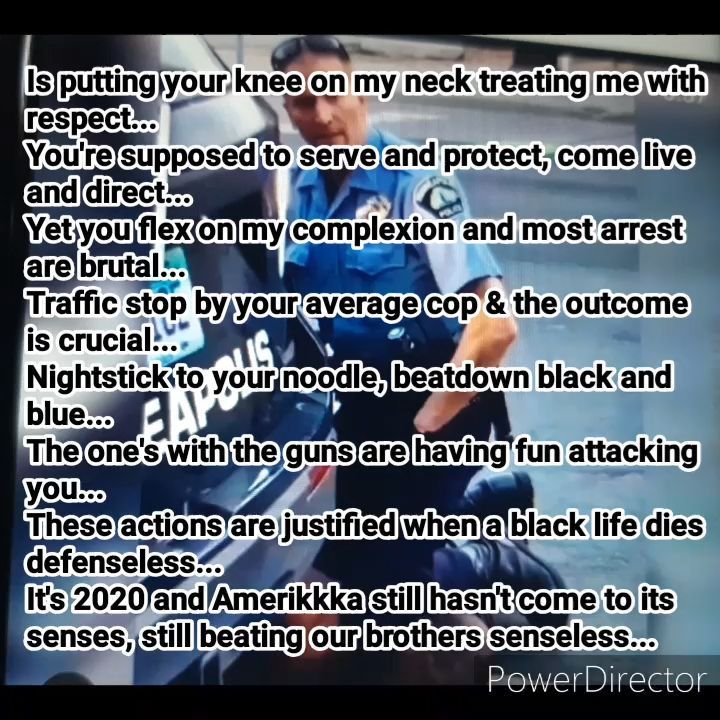 Is putting your knee on my neck treating me with
respect...
You're supposed to serve and protect, come live
and direct...
Yet you flex on my complexion and most arrest
are brutal...
Traffic stop by your average cop & the outcome
is crucial...
Nightstick to your noodle, beatdown black and
blue...
EAPOLIS
The one's with the guns are having fun attacking
you...
These actions are justified when a black life dies
defenseless...
It's 2020 and Amerikkka still hasn't come to its
senses, still beating our brothers senseless...
PowerDirector